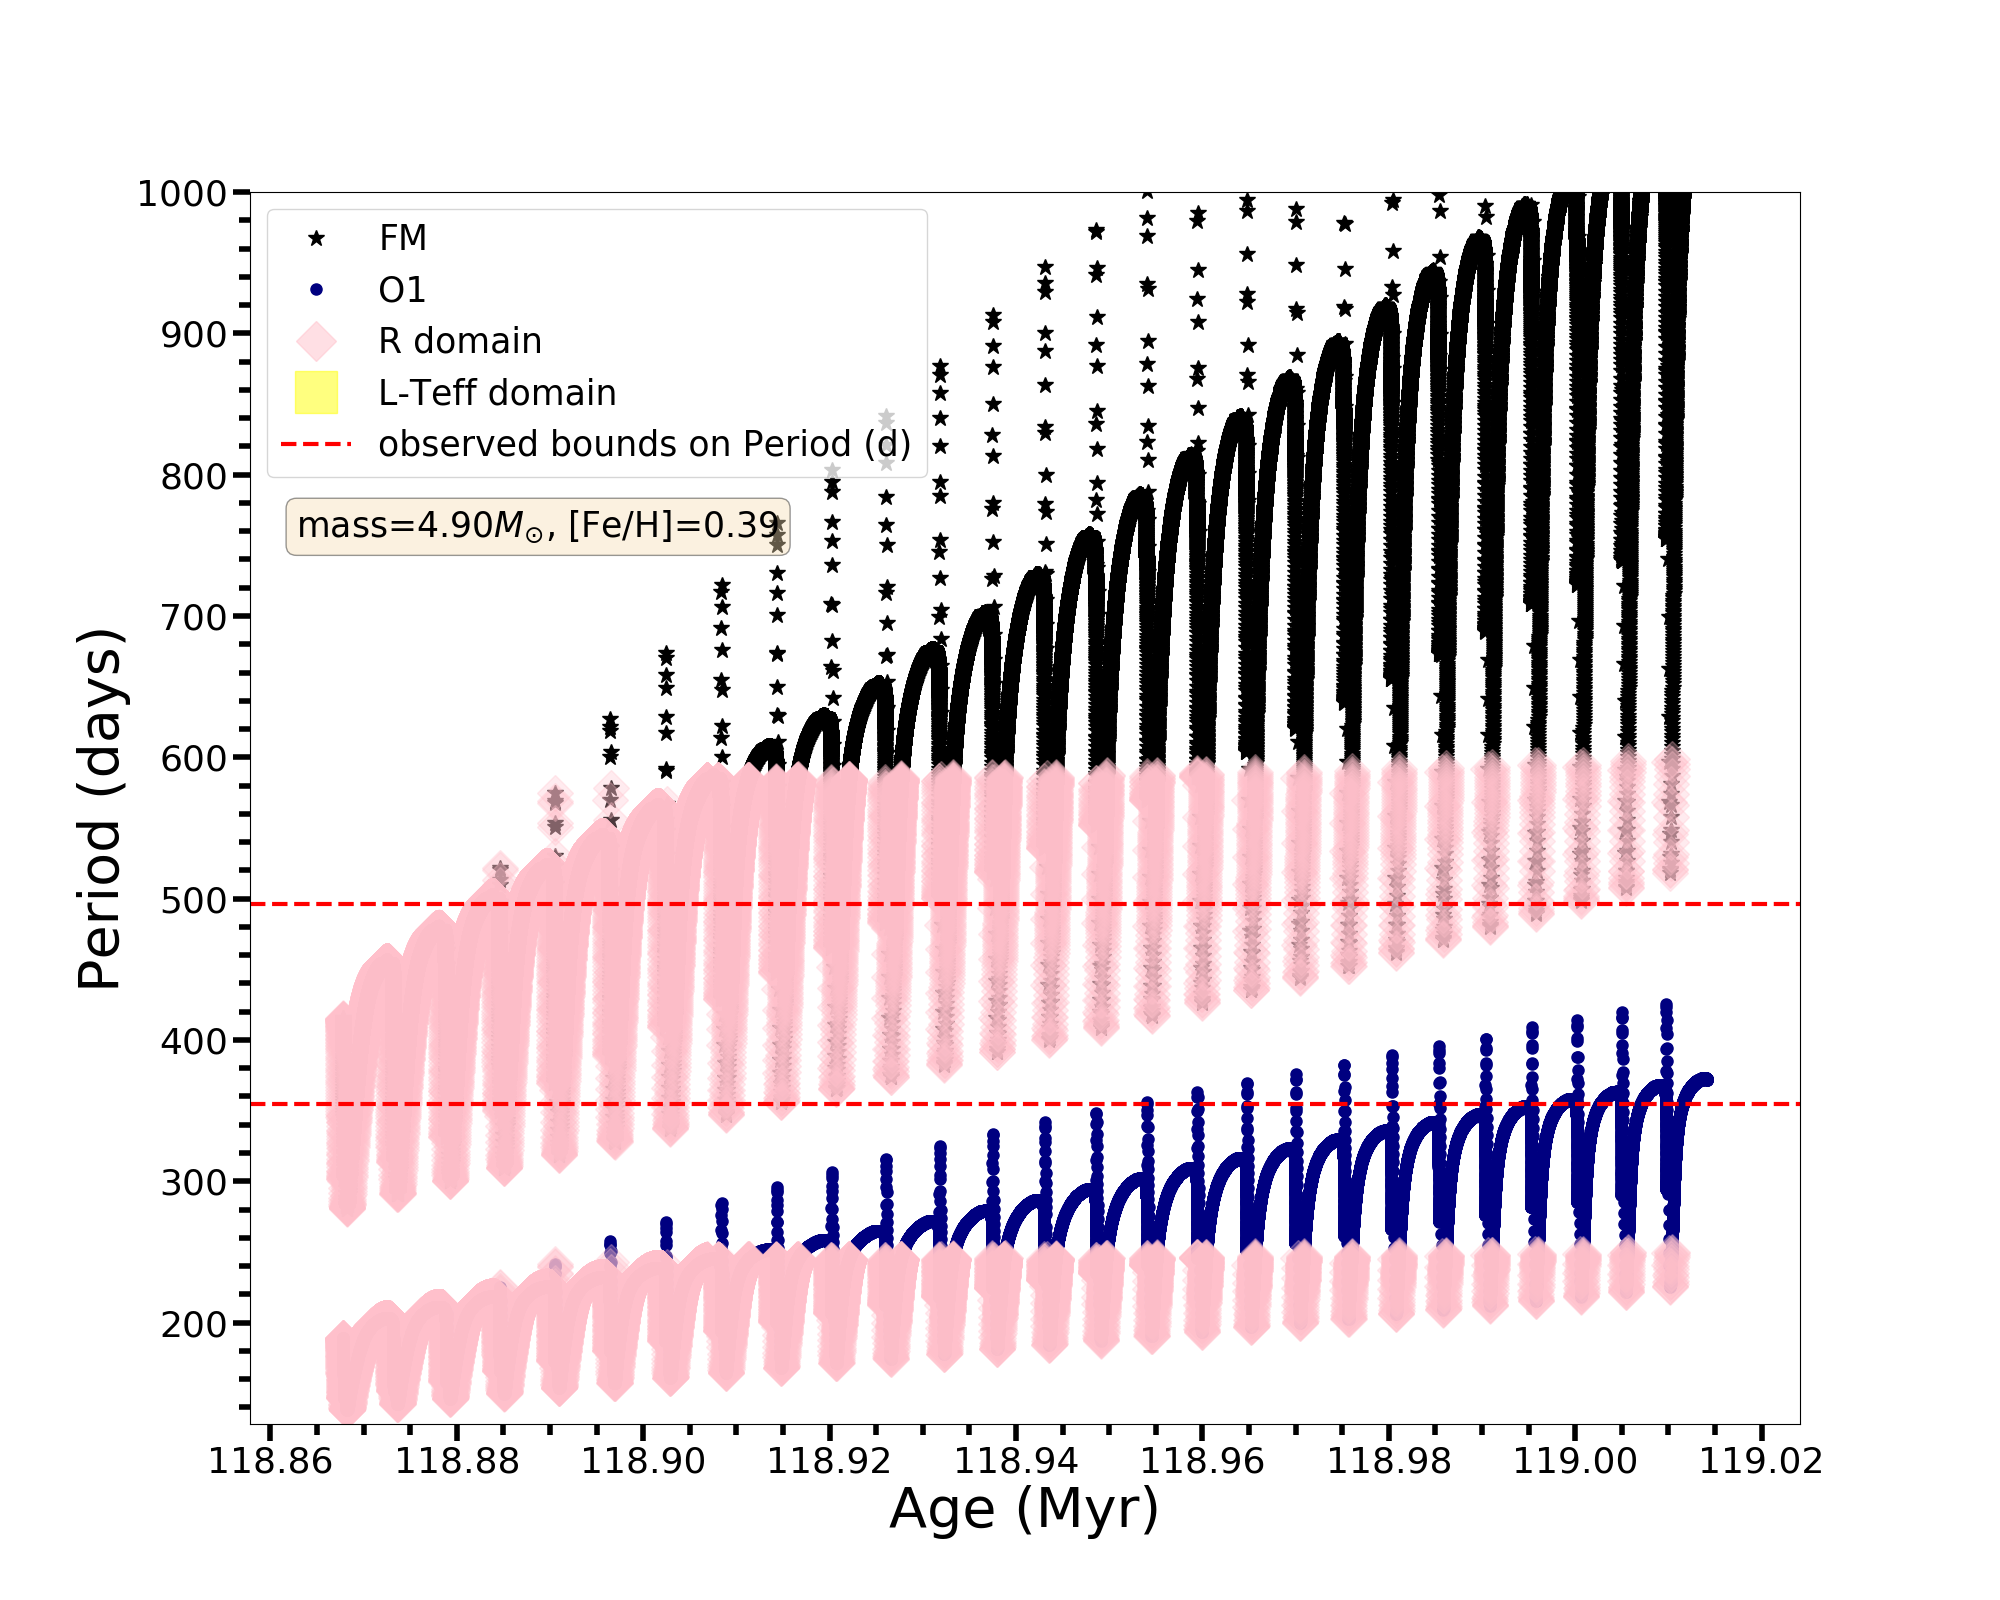 1000
900
800
700
600
500
400
300
200
Period (days)
FM
O1
R domain
L-Teff domain
observed bounds on Period (d)
mass=4.90M⊙, [Fe/H]=0.39
118.86 118.88 118.90 118.92 118.94 118.96 118.98 119.00 119.02
Age (Myr)